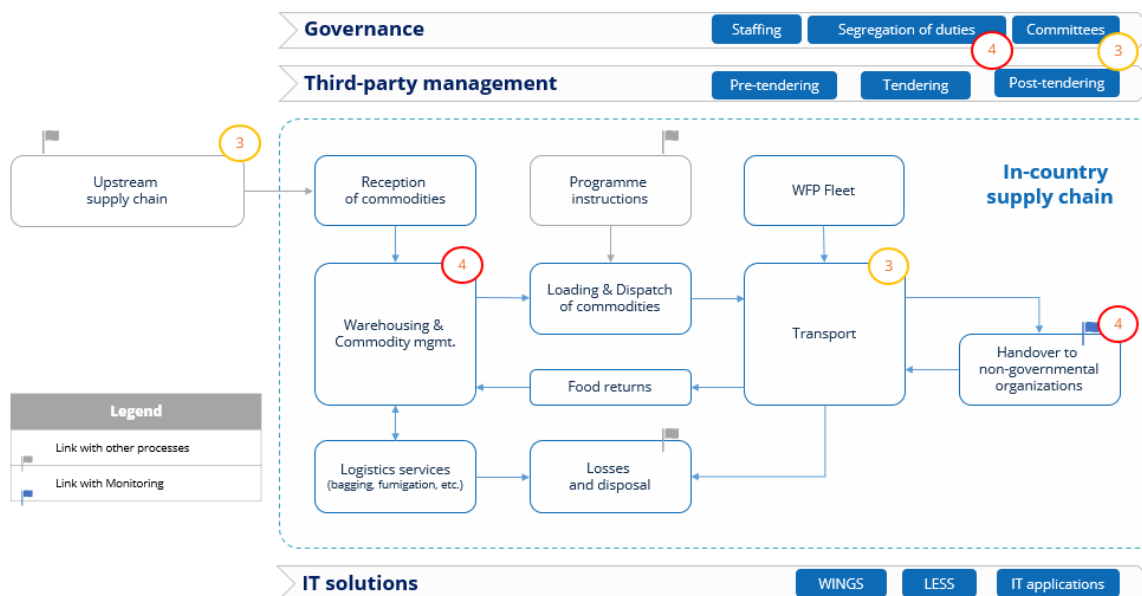 Governance
Staffing
Segregation of duties
Committees
4
3
Third-party management
Pre-tendering
Tendering
Post-tendering
3
Upstream
supply chain
Reception
of commodities
Programme
instructions
WFP Fleet
In-country
supply chain
4
Warehousing &
Commodity mgmt.
Loading & Dispatch
of commodities
3
Transport
4
Handover to
non-governmental
organizations
Food returns
Legend
Link with other processes
Link with Monitoring
Logistics services
(bagging, fumigation, etc.)
Losses
and disposal
IT solutions
WINGS
LESS
IT applications